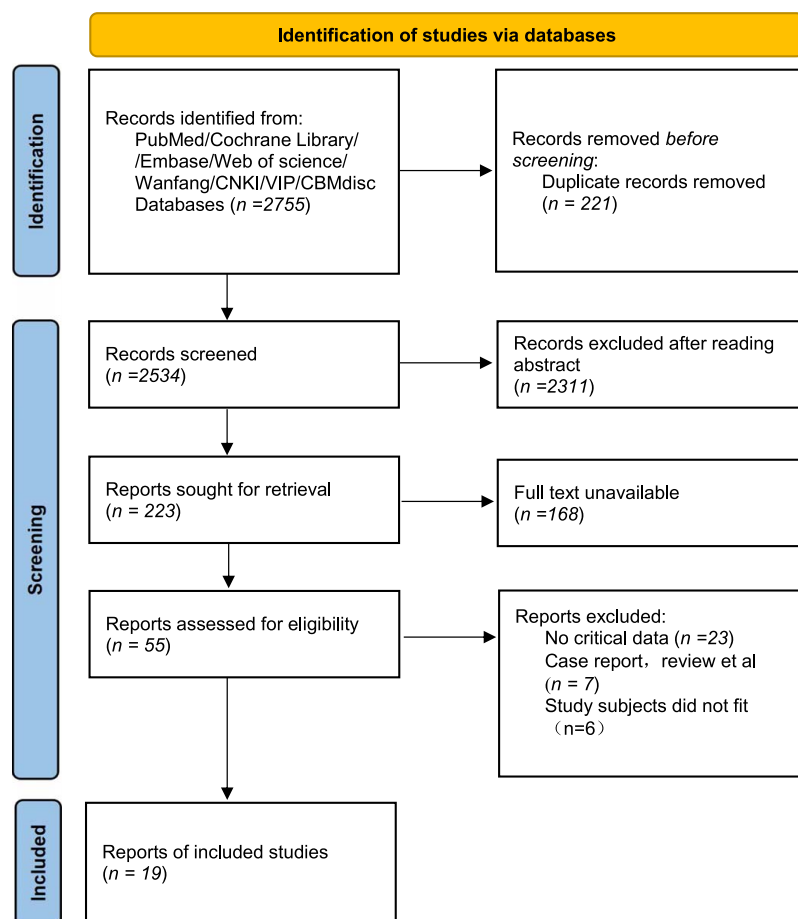 Identification of studies via databases
Identification
Records identified from:
PubMed/Cochrane Library/
/Embase/Web of science/
Wanfang/CNKI/VIP/CBMdisc
Databases (n =2755)
Records removed before
screening:
Duplicate records removed
(n = 221)
Screening
Records screened
(n =2534)
Records excluded after reading
abstract
(n =2311)
Reports sought for retrieval
(n = 223)
Full text unavailable
(n =168)
Reports assessed for eligibility
(n = 55)
Reports excluded:
No critical data (n =23)
Case report，review et al
(n = 7)
Study subjects did not fit
（n=6）
Included
Reports of included studies
(n = 19)